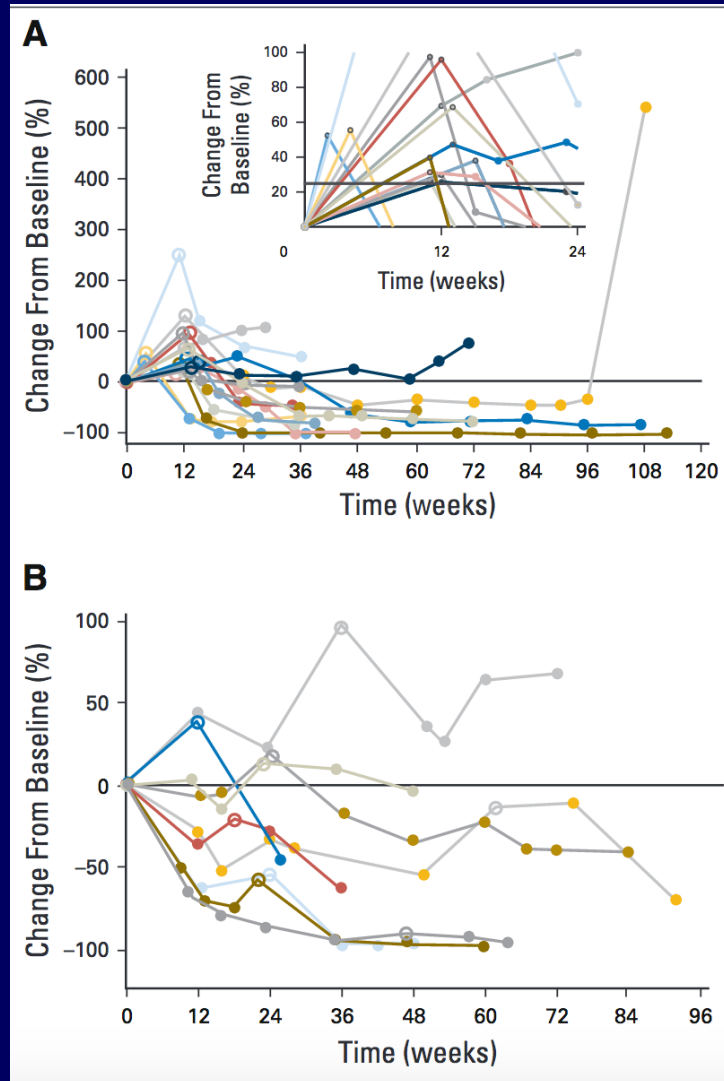 A
Change From Baseline (%)
600
500
400
300
200
100
0
−100
0 12 24 36 48 60 72 84 96 108 120
Time (weeks)
Change From
Baseline (%)
100
80
60
40
20
0 12 24
Time (weeks)
B
Change From Baseline (%)
100
50
0
−50
−100
0 12 24 36 48 60 72 84 96
Time (weeks)